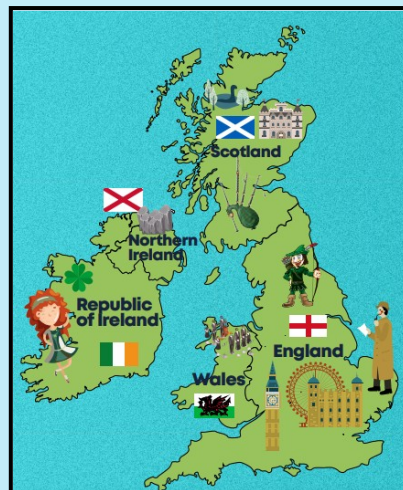 Scotland
Northern
Ireland
Republic
of Ireland
England
Wales